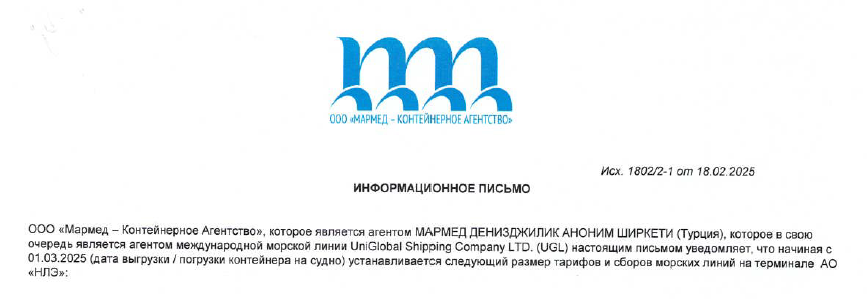 ООО «МАРМЕД – КОНТЕЙНЕРНОЕ АГЕНТСТВО»
Исх. 1802/2-1 от 18.02.2025
ИНФОРМАЦИОННОЕ ПИСЬМО
ООО «Мармед – Контейнерное Агентство», которое является агентом МАРМЕД ДЕНИЗДЖИЛИК АНОНИМ ШИРКЕТИ (Турция), которое в свою
очередь является агентом международной морской линии UniGlobal Shipping Company LTD. (UGL) настоящим письмом уведомляет, что начиная с
01.03.2025 (дата выгрузки / погрузки контейнера на судно) устанавливается следующий размер тарифов и сборов морских линий на терминале АО
«НЛЭ»: